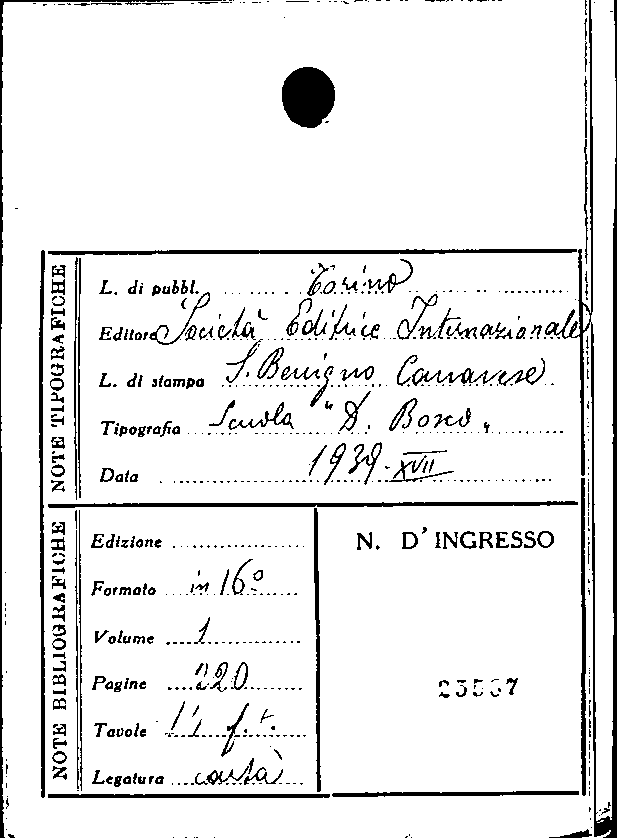 NOTE TIPOGRAFICHE
L. di pubbl. Torino
Editore Società Editrice Internazionale
L. di stampa S. Benigno Canavese
Tipografia Scuola "D. Bosco"
Data 1939-XVII
NOTE BIBLIOGRAFICHE
Edizione
Formato in 16°
Volume 1
Pagine 220
Tavole f.t.
Legatura carta
N. D'INGRESSO